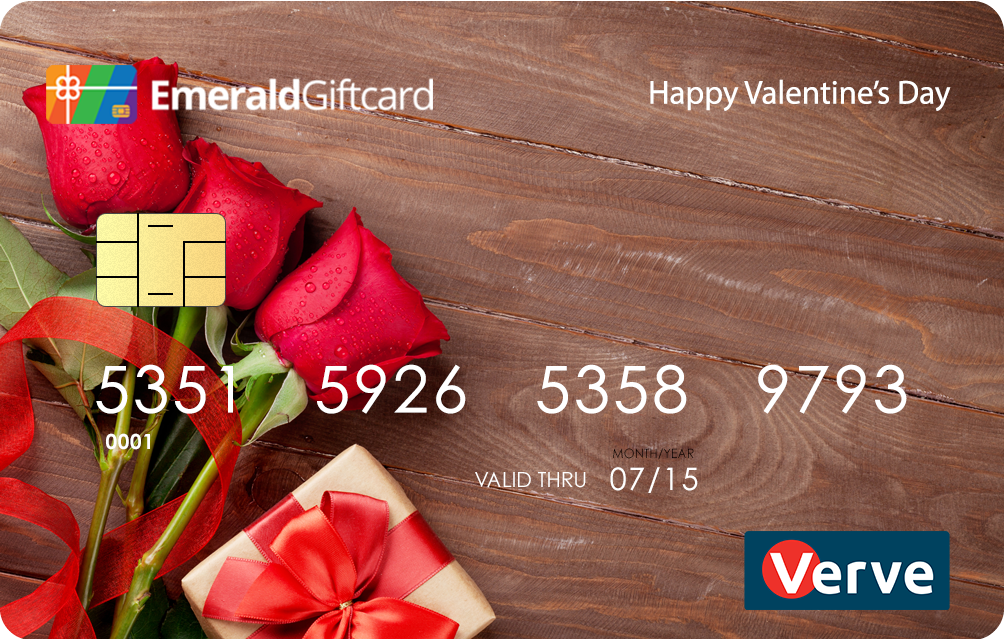 EmeraldGiftcard
Happy Valentine's Day
5351 5926 5358 9793
0001
MONTH/YEAR
VALID THRU 07/15
Verve